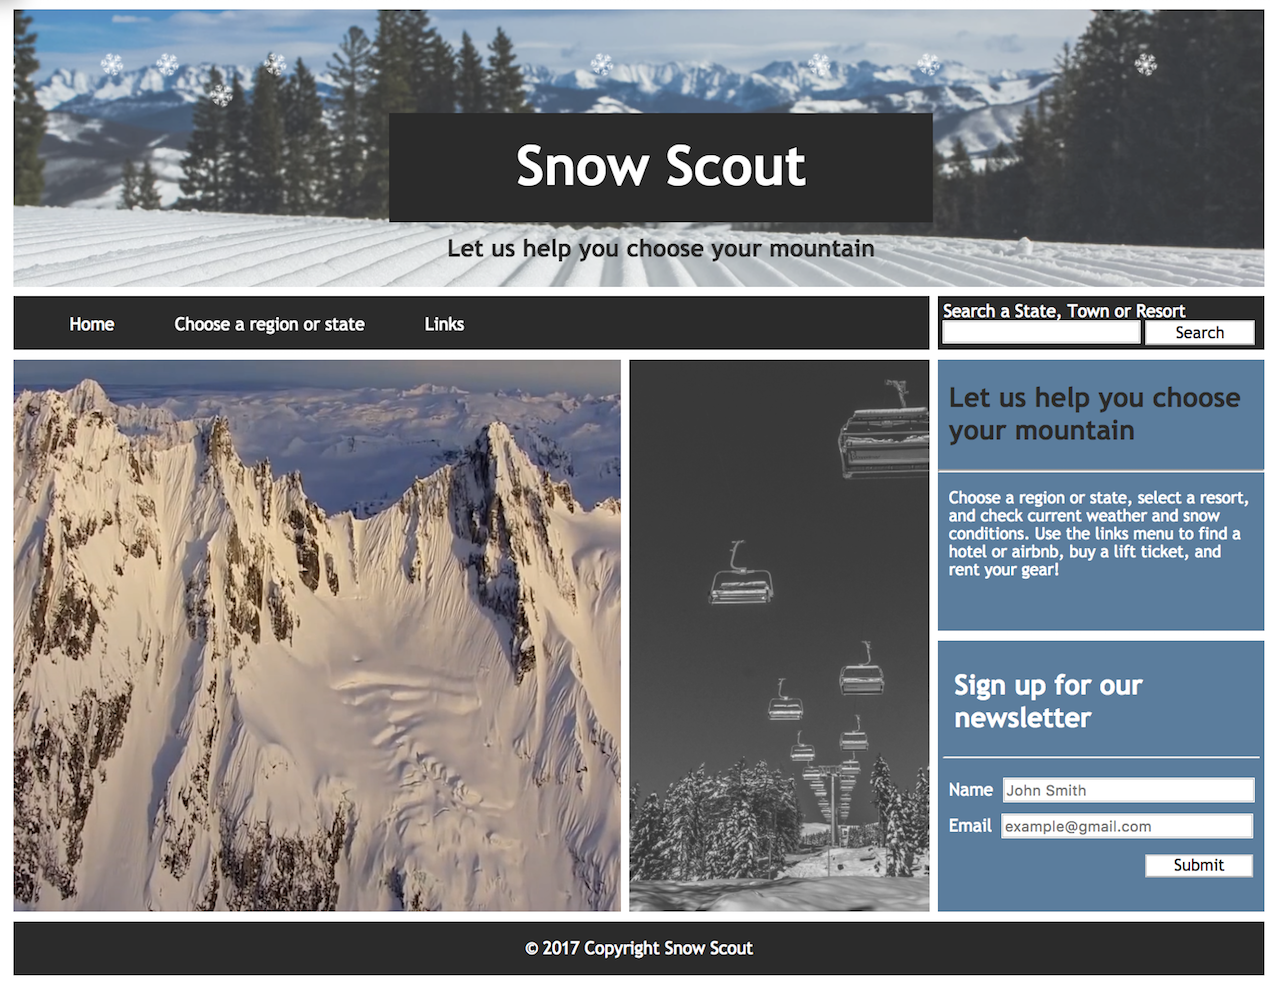 Snow Scout
Let us help you choose your mountain
Home
Choose a region or state
Links
Search a State, Town or Resort
Search
Let us help you choose
your mountain
Choose a region or state, select a resort,
and check current weather and snow
conditions. Use the links menu to find a
hotel or airbnb, buy a lift ticket, and
rent your gear!
Sign up for our
newsletter
Name
John Smith
Email
example@gmail.com
Submit
© 2017 Copyright Snow Scout